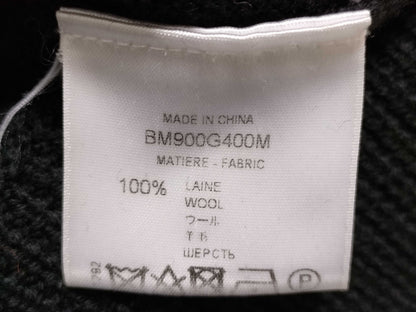 MADE IN CHINA
BM900G400M
MATIERE - FABRIC
100% LAINE
WOOL
ウール
羊毛
ШЕРСТЬ
P